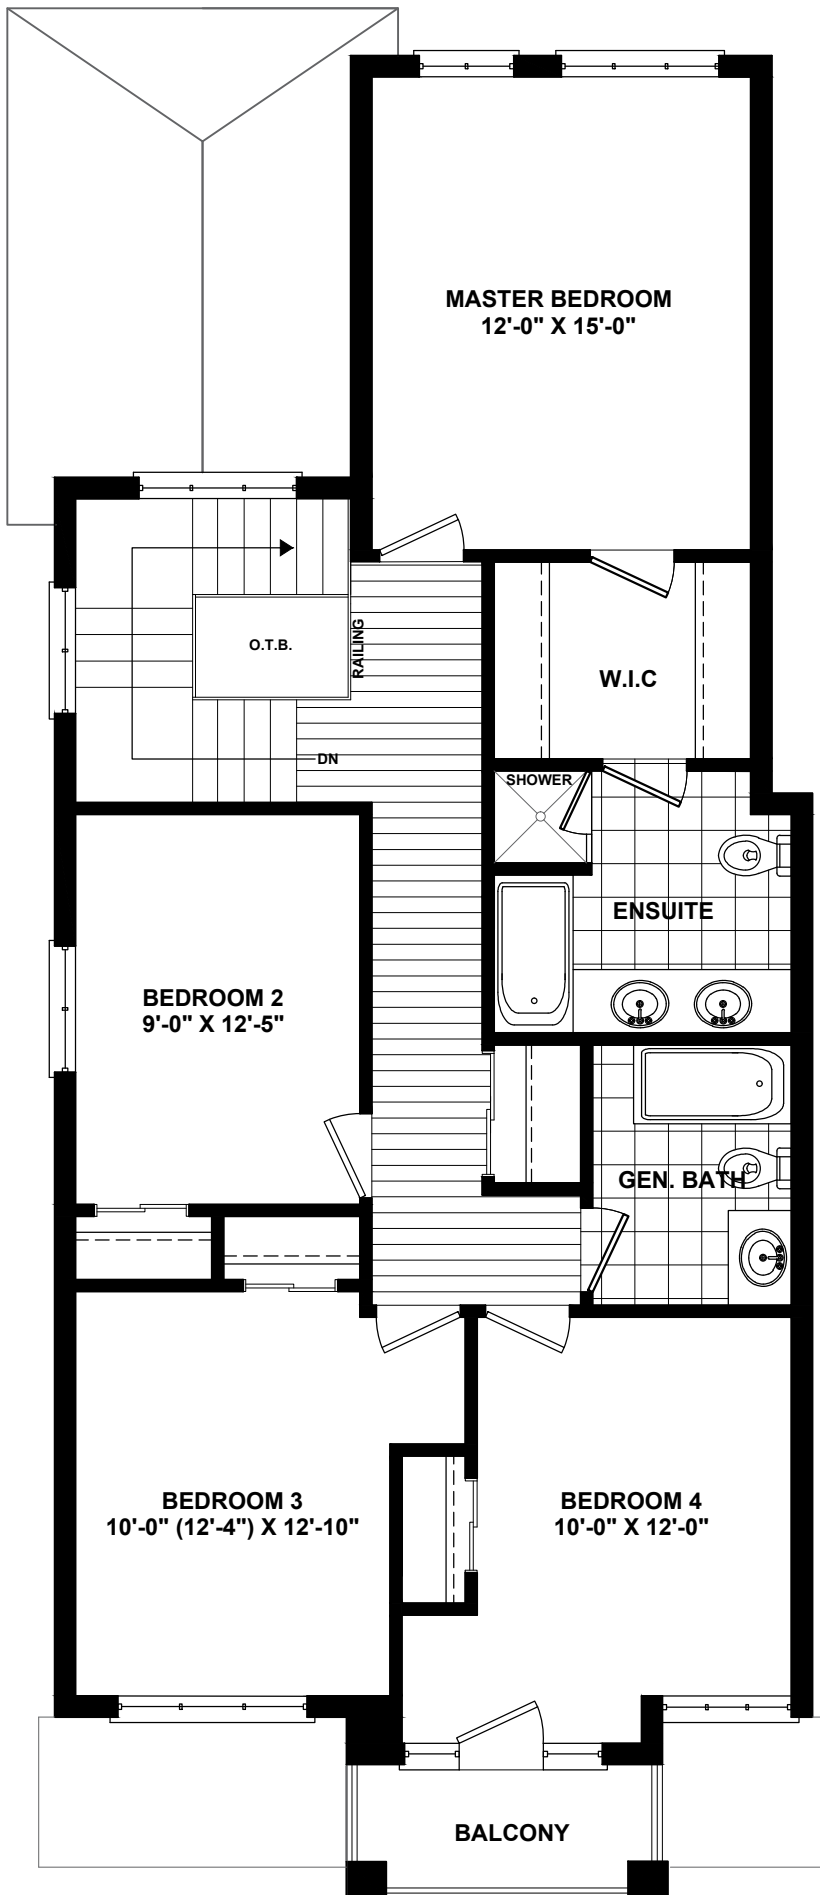 MASTER BEDROOM
12'-0" X 15'-0"
O.T.B.
RAILING
W.I.C
DN
SHOWER
ENSUITE
BEDROOM 2
9'-0" X 12'-5"
GEN. BATH
BEDROOM 3
10'-0" (12'-4") X 12'-10"
BEDROOM 4
10'-0" X 12'-0"
BALCONY